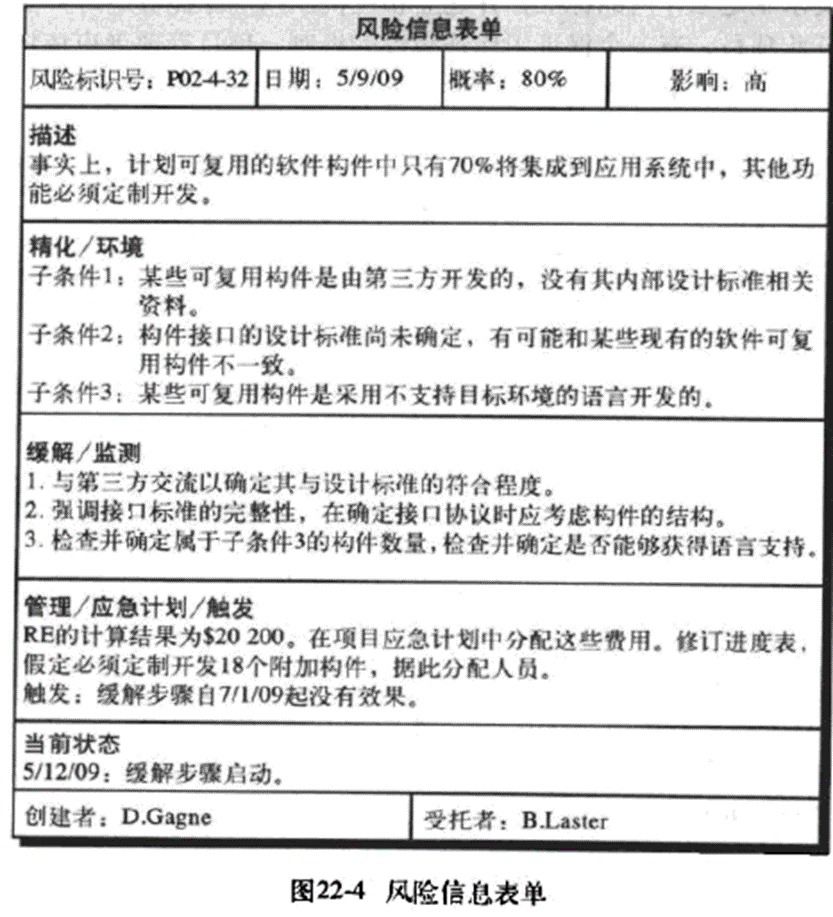 风险信息表单
风险标识号：P02-4-32 日期：5/9/09 概率：80% 影响：高
描述
事实上，计划可复用的软件构件中只有70%将集成到应用系统中，其他功
能必须定制开发。
精化/环境
子条件1：某些可复用构件是由第三方开发的，没有其内部设计标准相关
资料。
子条件2：构件接口的设计标准尚未确定，有可能和某些现有的软件可复
用构件不一致。
子条件3：某些可复用构件是采用不支持目标环境的语言开发的。
缓解/监测
1. 与第三方交流以确定其与设计标准的符合程度。
2. 强调接口标准的完整性，在确定接口协议时应考虑构件的结构。
3. 检查并确定属于子条件3的构件数量，检查并确定是否能够获得语言支持。
管理/应急计划/触发
RE的计算结果为$20 200。在项目应急计划中分配这些费用。修订进度表，
假定必须定制开发18个附加构件，据此分配人员。
触发：缓解步骤自7/1/09起没有效果。
当前状态
5/12/09：缓解步骤启动。
创建者：D.Gagne 受托者：B.Laster
图22-4 风险信息表单